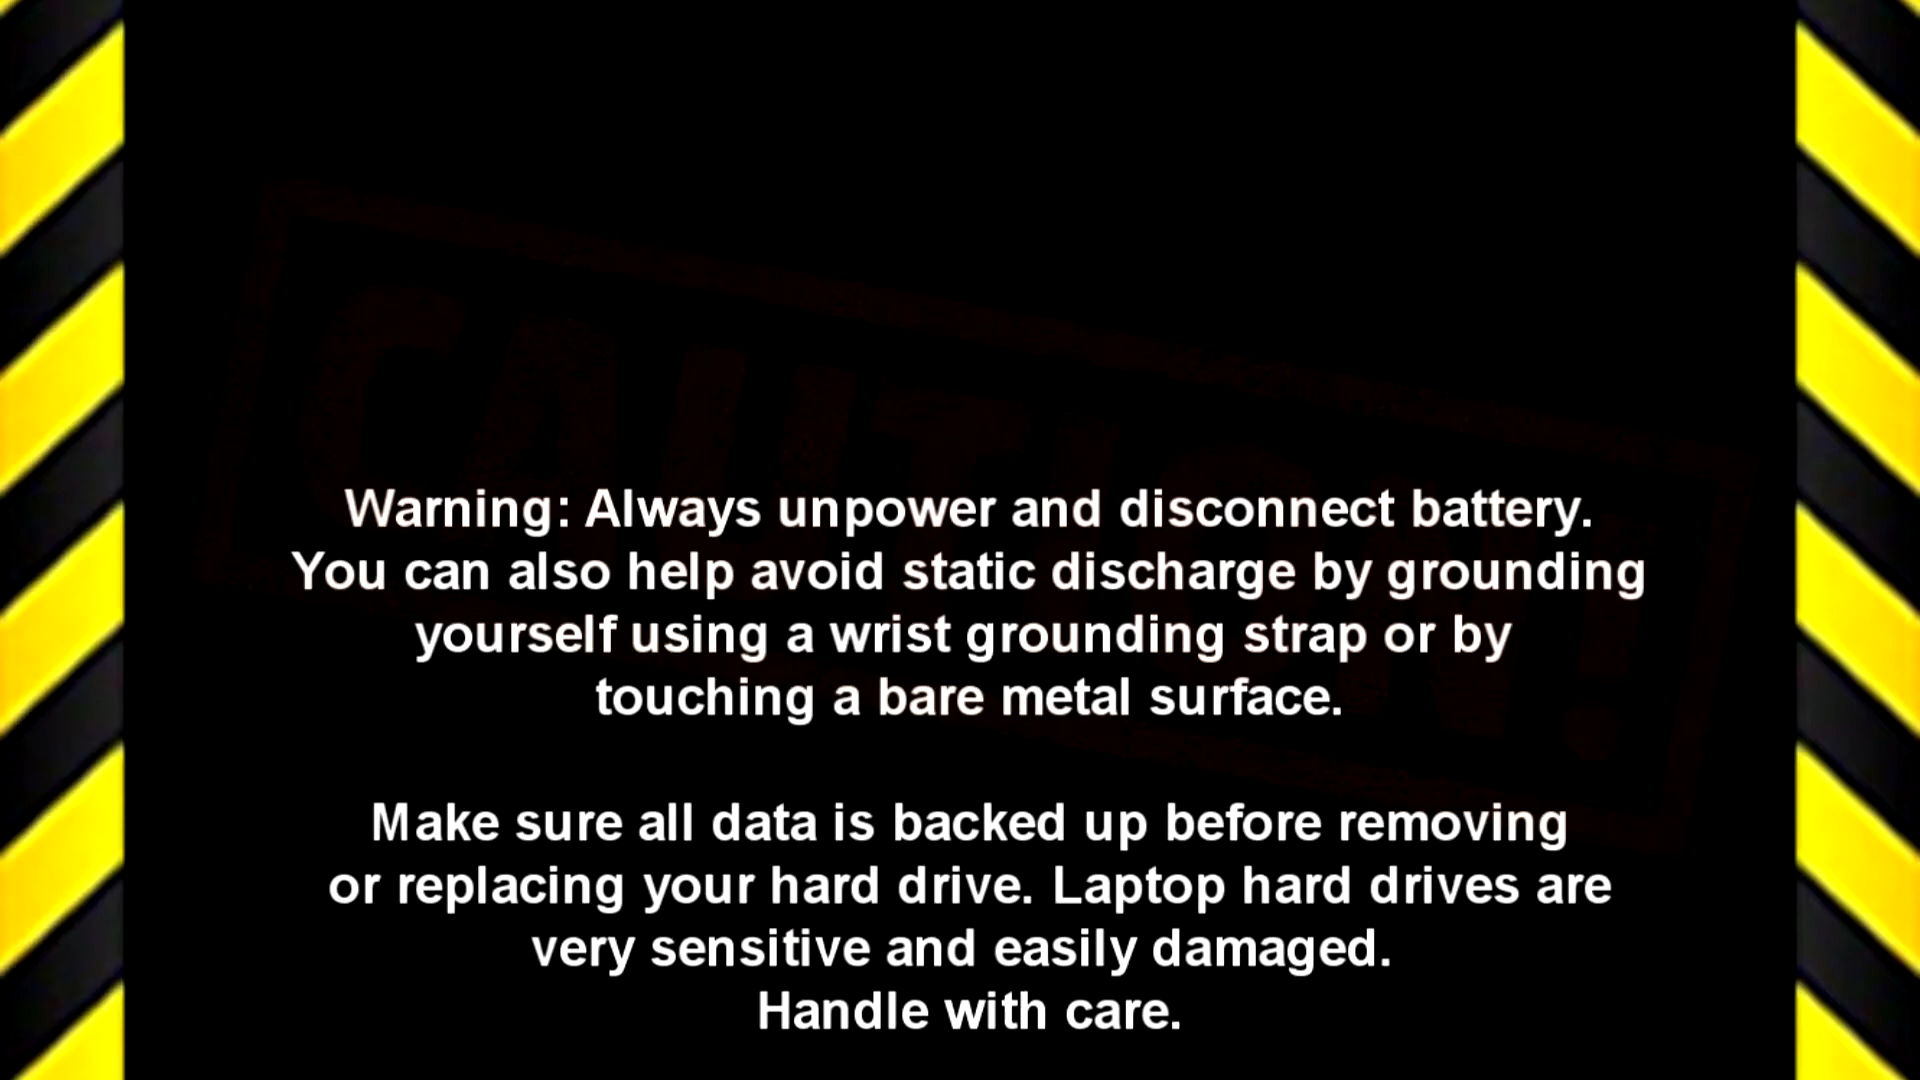 CAUTION!
Warning: Always unpower and disconnect battery.
You can also help avoid static discharge by grounding
yourself using a wrist grounding strap or by
touching a bare metal surface.
Make sure all data is backed up before removing
or replacing your hard drive. Laptop hard drives are
very sensitive and easily damaged.
Handle with care.